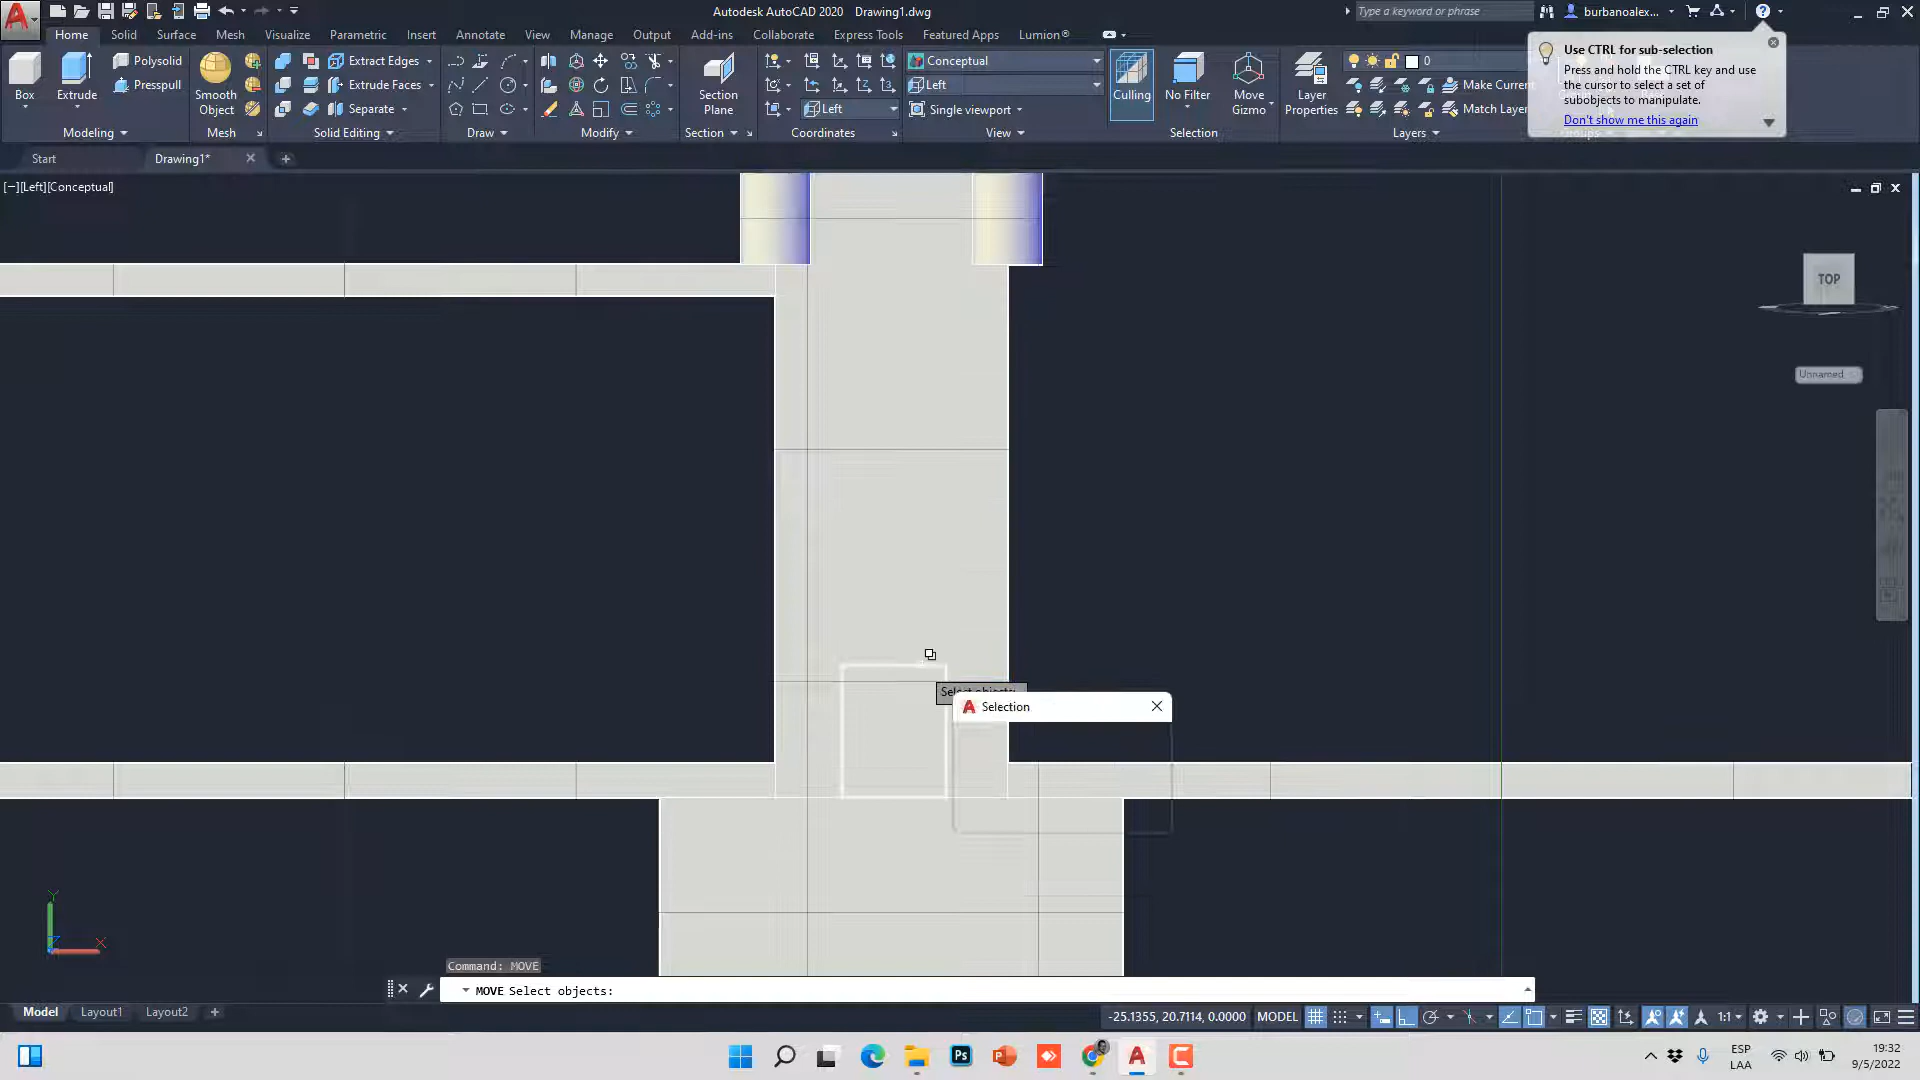 Autodesk AutoCAD 2020 Drawing1.dwg
Type a keyword or phrase
burbanoalex...
Home Solid Surface Mesh Visualize Parametric Insert Annotate View Manage Output Add-ins Collaborate Express Tools Featured Apps Lumion®
Box
Extrude
Polysolid
Presspull
Modeling
Smooth
Object
Mesh
Extract Edges
Extrude Faces
Separate
Solid Editing
Draw
Modify
Section
Plane
Section
Left
Coordinates
Conceptual
Left
Single viewport
View
Culling
No Filter
Move
Gizmo
Selection
Layer
Properties
0
Make Current
Match Layer
Layers
Use CTRL for sub-selection
Press and hold the CTRL key and use
the cursor to select a set of
subobjects to manipulate.
Don't show me this again
Start
Drawing1*
[−][Left][Conceptual]
TOP
Unnamed
Select objects:
Selection
Y
X
Z
Command: MOVE
MOVE Select objects:
Model Layout1 Layout2
-25.1355, 20.7114, 0.0000 MODEL
1:1
Ps
ESP
LAA
19:32
9/5/2022